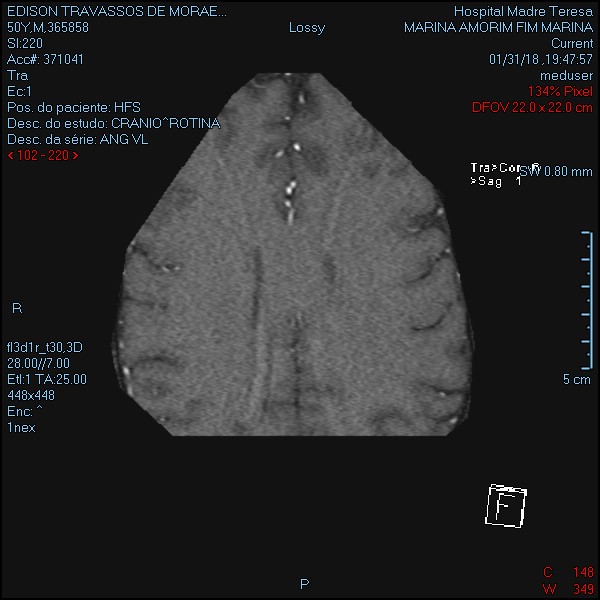 EDISON TRAVASSOS DE MORAE...
50Y,M,365858
Sl:220
Acc#: 371041
Tra
Ec:1
Pos. do paciente: HFS
Desc. do estudo: CRANIO^ROTINA
Desc. da série: ANG VL
< 102 - 220 >
Lossy
Hospital Madre Teresa
MARINA AMORIM FIM MARINA
Current
01/31/18 ,19:47:57
meduser
134% Pixel
DFOV 22.0 x 22.0 cm
Tra>Cor
SW 0.80 mm
>Sag 1
R
fl3d1r_t30,3D
28.00//7.00
Etl:1 TA:25.00
448x448
Enc: ^
1nex
5 cm
F
P
C 148
W 349